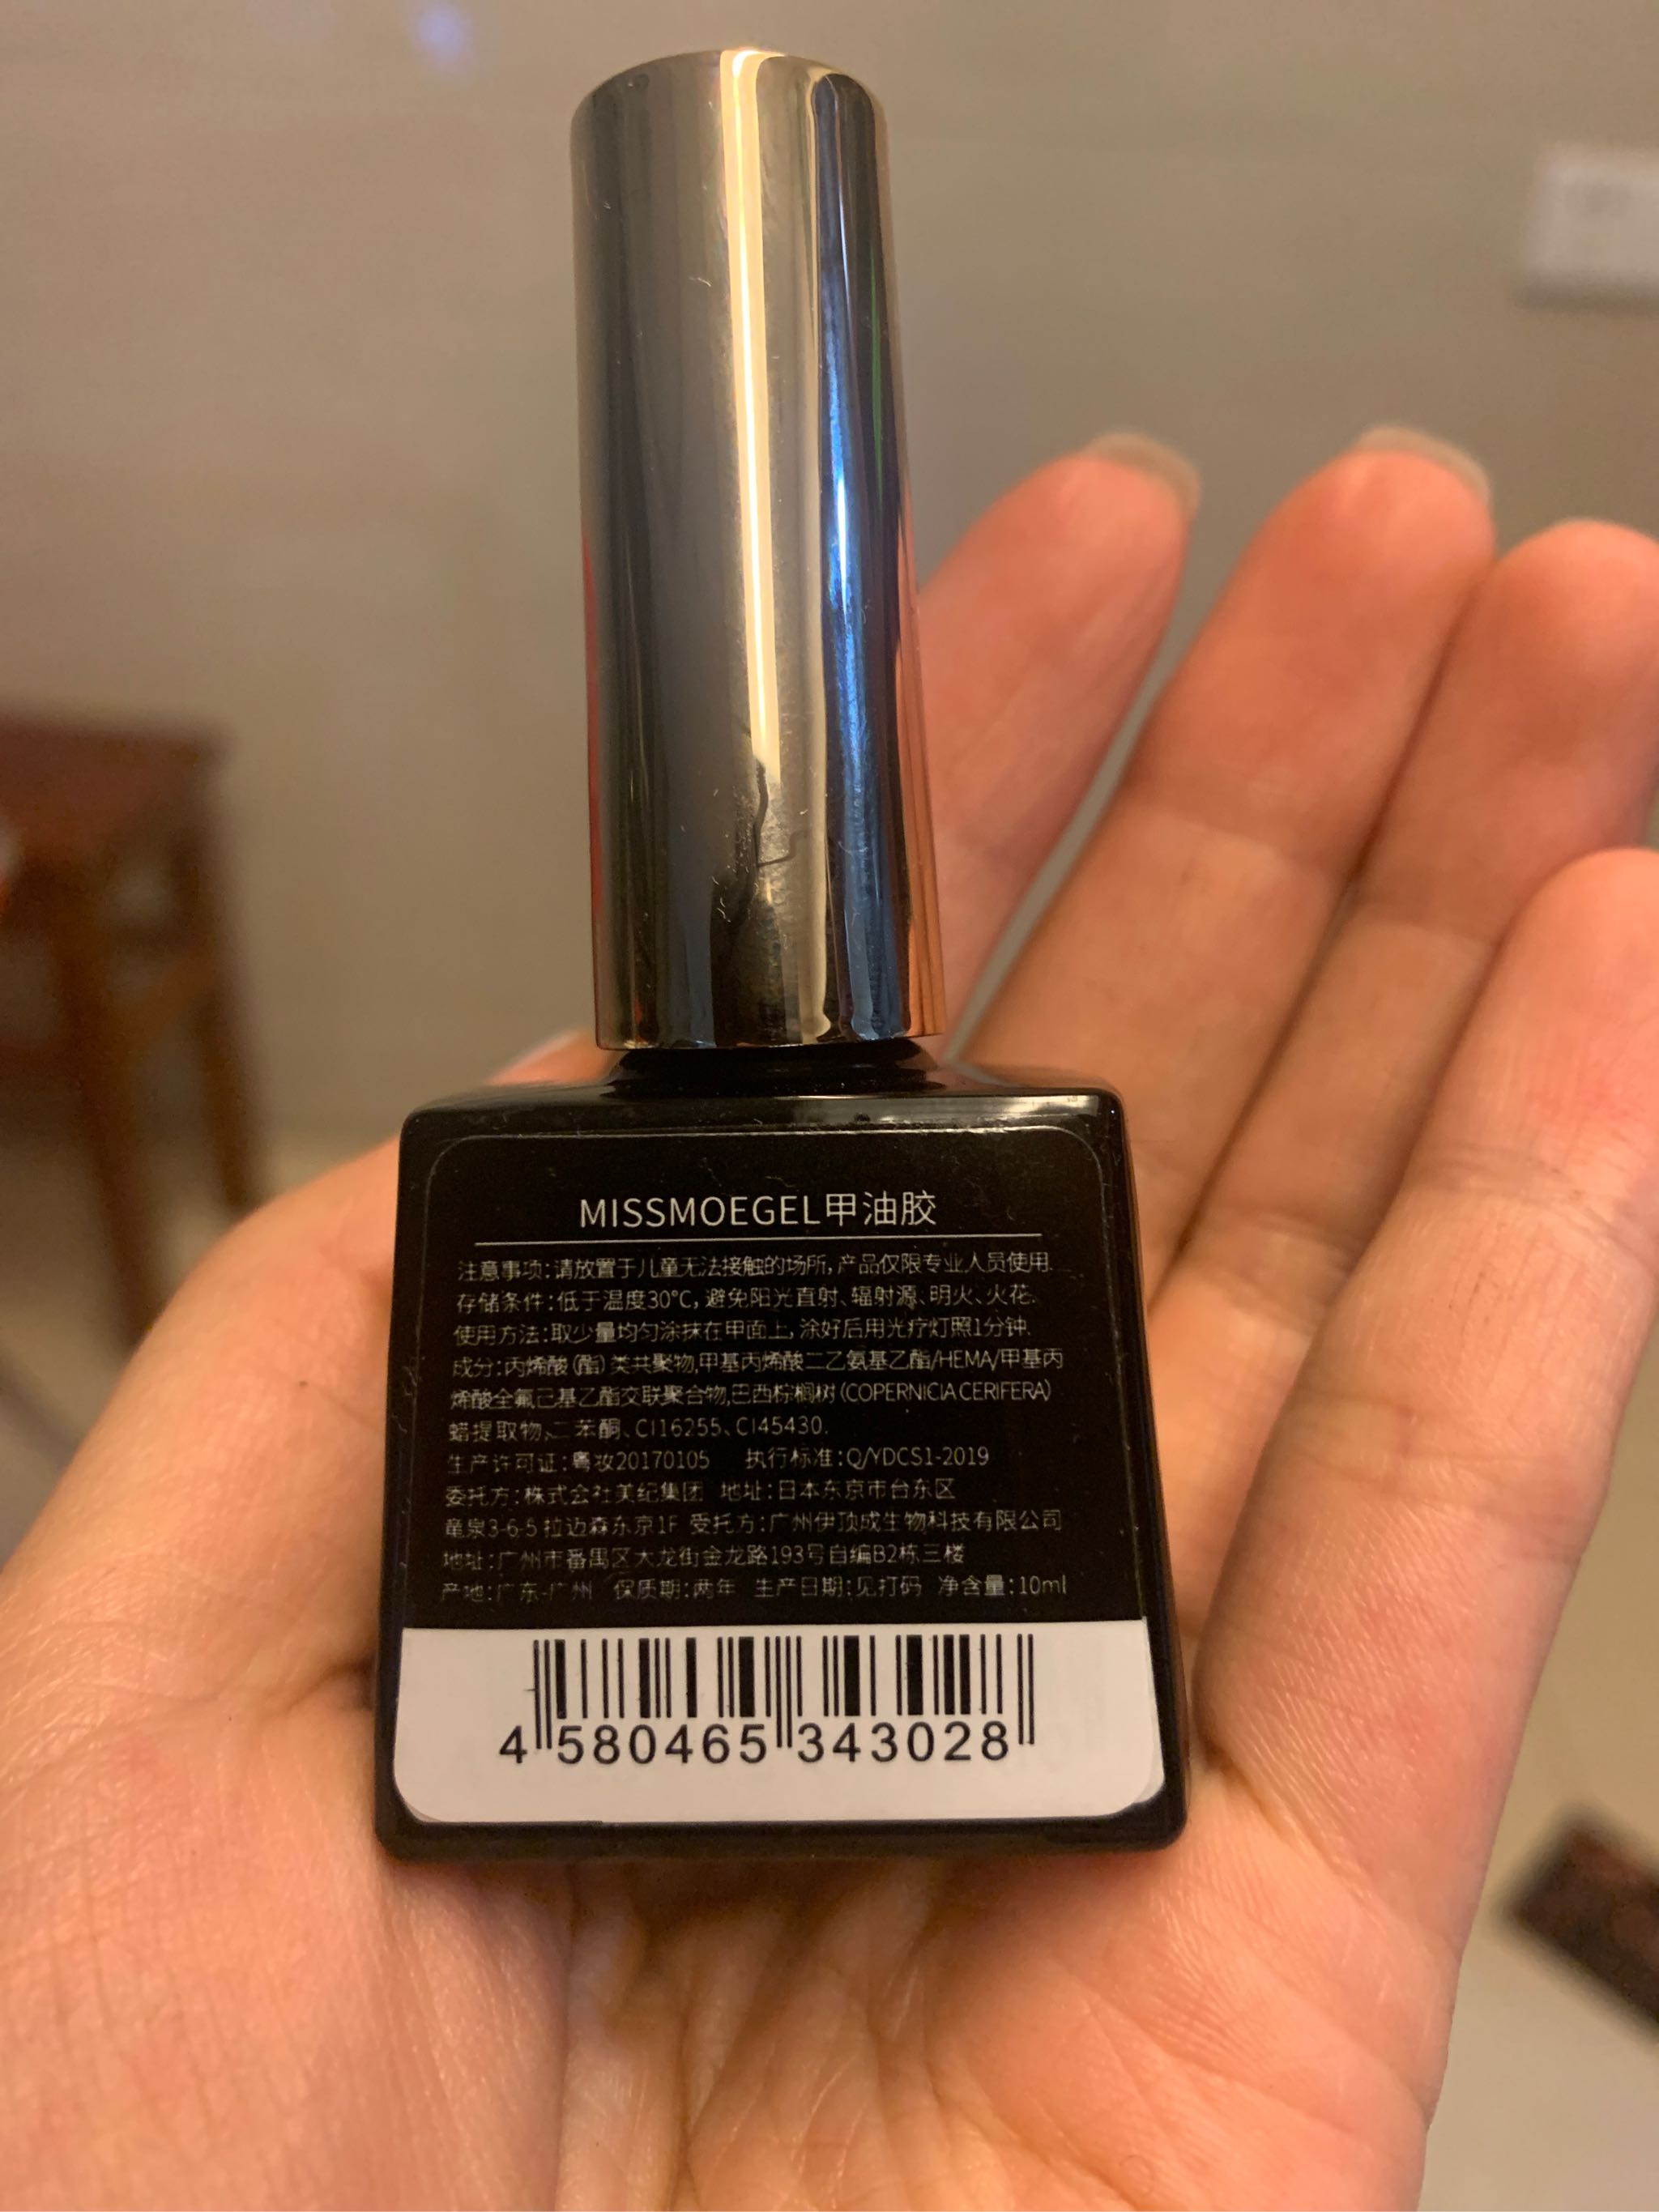 MISSMOEGEL甲油胶
注意事项:请放置于儿童无法接触的场所,产品仅限专业人员使用.
存储条件:低于温度30°C,避免阳光直射、辐射源、明火、火花.
使用方法:取少量均匀涂抹在甲面上,涂好后用光疗灯照1分钟.
成分:丙烯酸(酯)类共聚物,甲基丙烯酸二乙氨基乙酯/HEMA/甲基丙
烯酸全氟己基乙酯交联聚合物,巴西棕榈树(COPERNICIA CERIFERA)
蜡提取物、二苯酮、CI16255、CI45430.
生产许可证:粤妆20170105 执行标准:Q/YDCS1-2019
委托方:株式会社美纪集团 地址:日本东京市台东区
竜泉3-6-5 拉迈森东京1F 受托方:广州伊顶成生物科技有限公司
地址:广州市番禺区大龙街金龙路193号自编B2栋三楼
产地:广东-广州 保质期:两年 生产日期:见打码 净含量:10ml
4 580465 343028